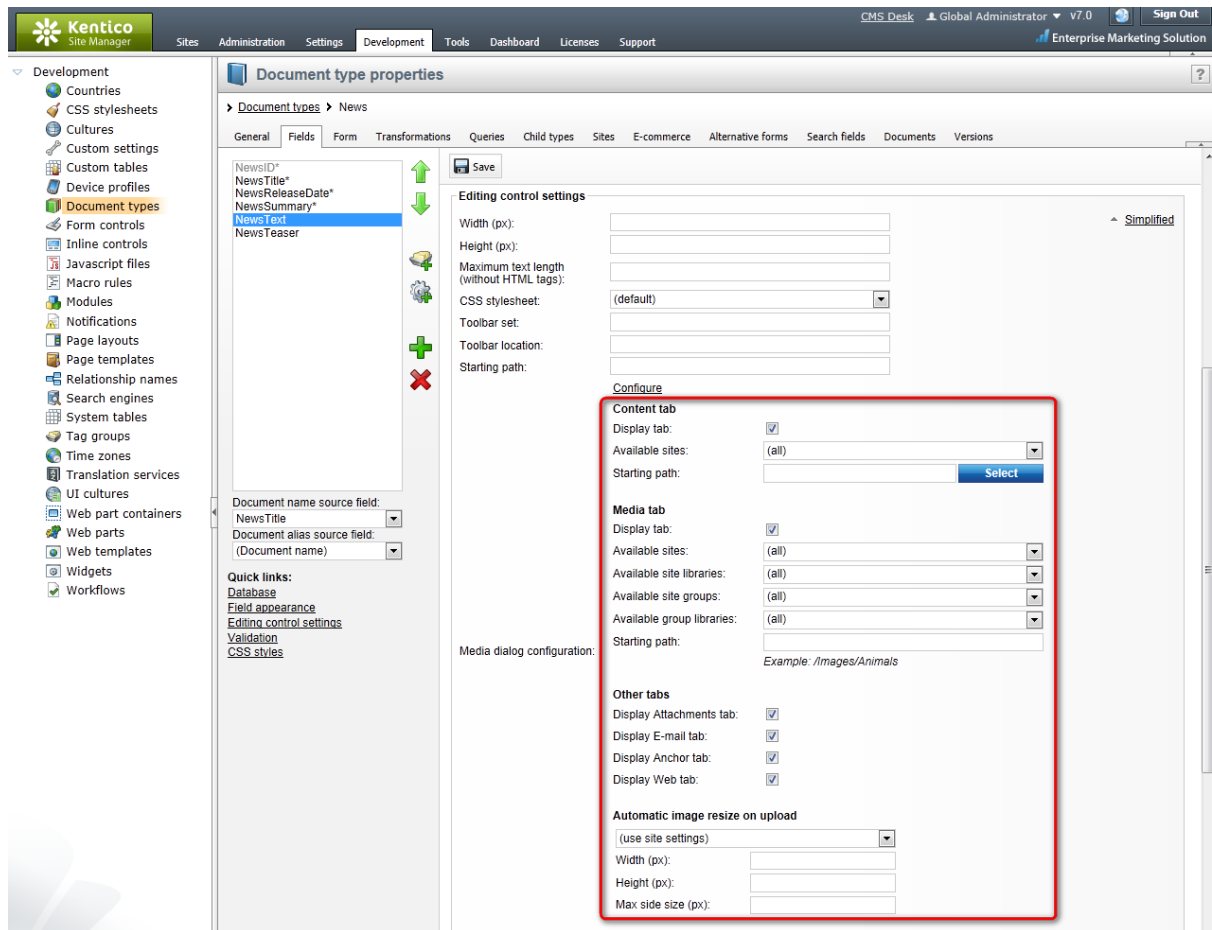 Kentico
Site Manager
Sites Administration Settings Development Tools Dashboard Licenses Support
CMS Desk Global Administrator v7.0 Sign Out
Enterprise Marketing Solution
Development
Countries
CSS stylesheets
Cultures
Custom settings
Custom tables
Device profiles
Document types
Form controls
Inline controls
Javascript files
Macro rules
Modules
Notifications
Page layouts
Page templates
Relationship names
Search engines
System tables
Tag groups
Time zones
Translation services
UI cultures
Web part containers
Web parts
Web templates
Widgets
Workflows
Document type properties
?
Document types > News
General Fields Form Transformations Queries Child types Sites E-commerce Alternative forms Search fields Documents Versions
NewsID*
NewsTitle*
NewsReleaseDate*
NewsSummary*
NewsText
NewsTeaser
Document name source field:
NewsTitle
Document alias source field:
(Document name)
Quick links:
Database
Field appearance
Editing control settings
Validation
CSS styles
Save
Editing control settings
Simplified
Width (px):
Height (px):
Maximum text length
(without HTML tags):
CSS stylesheet: (default)
Toolbar set:
Toolbar location:
Starting path:
Configure
Media dialog configuration:
Content tab
Display tab:
Available sites: (all)
Starting path: Select
Media tab
Display tab:
Available sites: (all)
Available site libraries: (all)
Available site groups: (all)
Available group libraries: (all)
Starting path:
Example: /Images/Animals
Other tabs
Display Attachments tab:
Display E-mail tab:
Display Anchor tab:
Display Web tab:
Automatic image resize on upload
(use site settings)
Width (px):
Height (px):
Max side size (px):